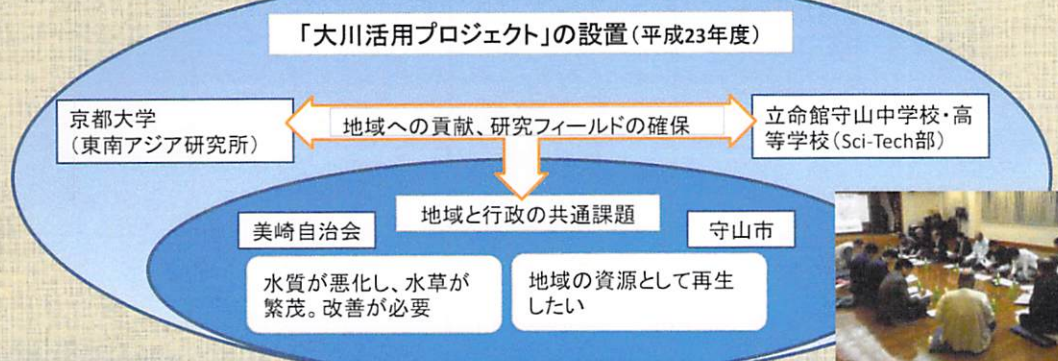 「大川活用プロジェクト」の設置（平成23年度）
京都大学
（東南アジア研究所）
地域への貢献、研究フィールドの確保
立命館守山中学校・高
等学校（Sci-Tech部）
地域と行政の共通課題
美崎自治会
守山市
水質が悪化し、水草が
繁茂。改善が必要
地域の資源として再生
したい